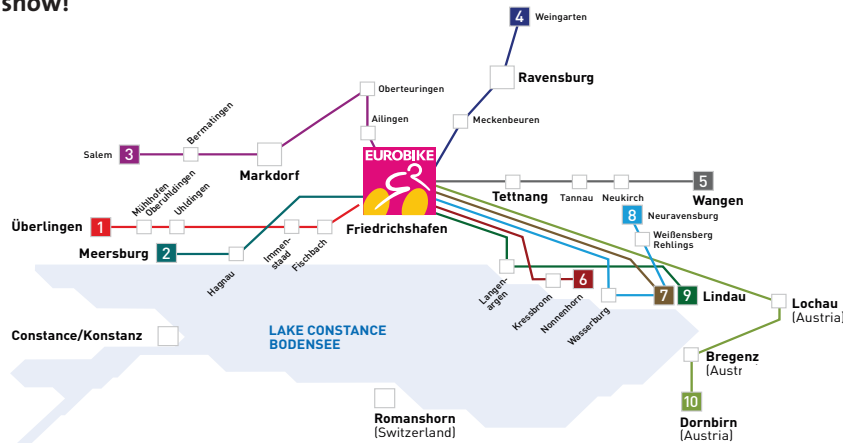 show!
4 Weingarten
Ravensburg
Oberteuringen
Ailingen
Meckenbeuren
Bermatingen
Salem 3
Markdorf
EUROBIKE
Friedrichshafen
Tettnang
Tannau
Neukirch
5
Wangen
Mühlhofen
Oberuhldingen
Uhldingen
Überlingen 1
Meersburg 2
Hagnau
Immen-
staad
Fischbach
8 Neuravensburg
Weißensberg
Rehlings
Langen-
argen
Kressbronn
6
Nonnenhorn
Wasserburg
7 9 Lindau
Lochau
(Austria)
Bregenz
(Austr
10
Dornbirn
(Austria)
Constance/Konstanz
LAKE CONSTANCE
BODENSEE
Romanshorn
(Switzerland)